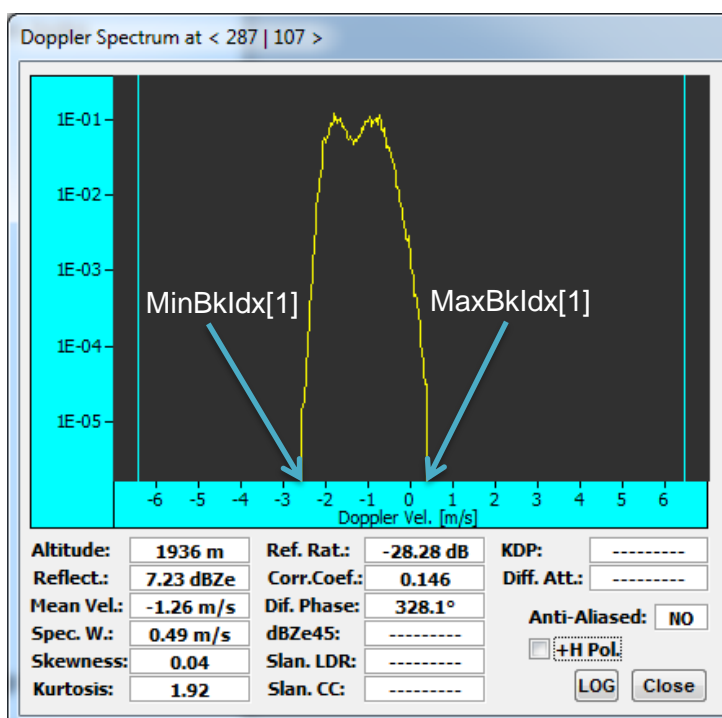 Doppler Spectrum at < 287 | 107 >
1E-01
1E-02
1E-03
MinBkIdx[1] MaxBkIdx[1]
1E-04
1E-05
-6 -5 -4 -3 -2 -1 0 1 2 3 4 5 6
Doppler Vel. [m/s]
Altitude: 1936 m Ref. Rat.: -28.28 dB KDP: ---------
Reflect.: 7.23 dBZe Corr.Coef.: 0.146 Diff. Att.: ---------
Mean Vel.: -1.26 m/s Dif. Phase: 328.1° Anti-Aliased: NO
Spec. W.: 0.49 m/s dBZe45: --------- +H Pol.
Skewness: 0.04 Slan. LDR: ---------
Kurtosis: 1.92 Slan. CC: --------- LOG Close